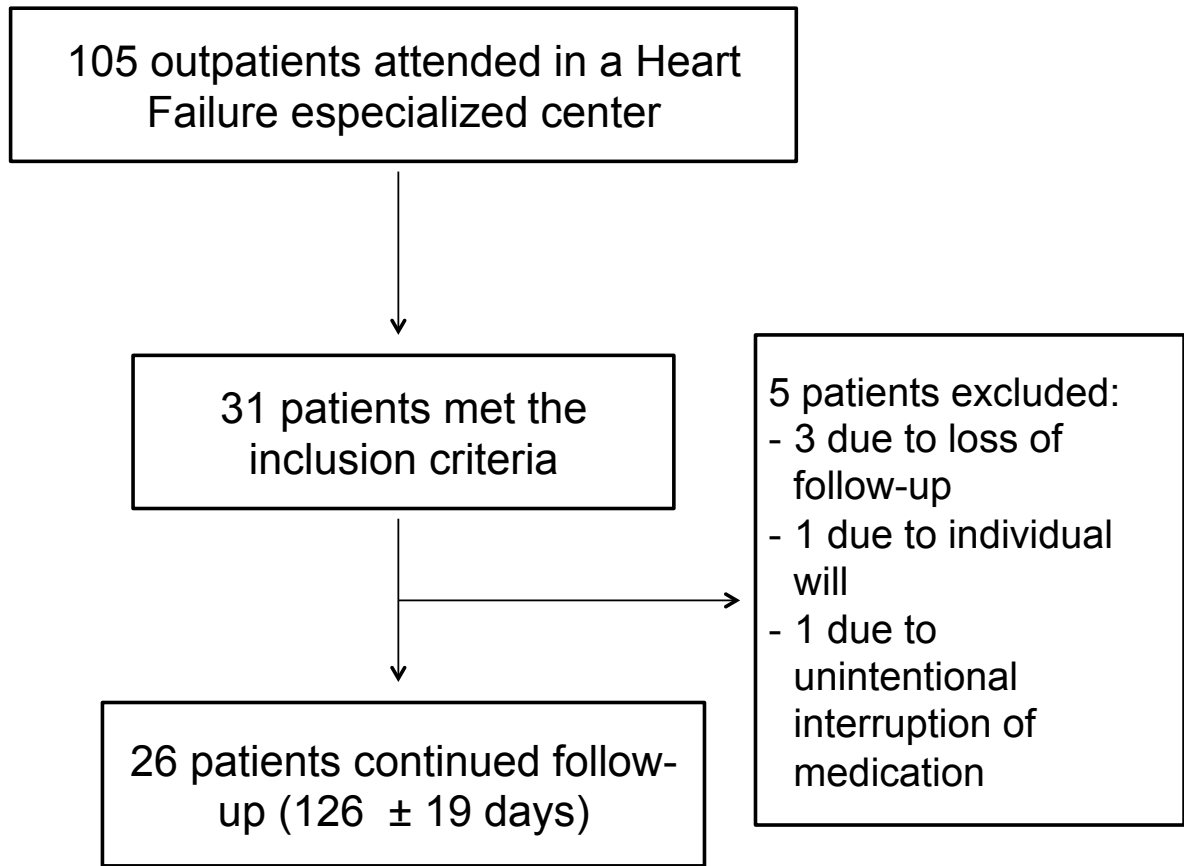 105 outpatients attended in a Heart
Failure especialized center
31 patients met the
inclusion criteria
5 patients excluded:
- 3 due to loss of
follow-up
- 1 due to individual
will
- 1 due to
unintentional
interruption of
medication
26 patients continued follow-
up (126 ± 19 days)